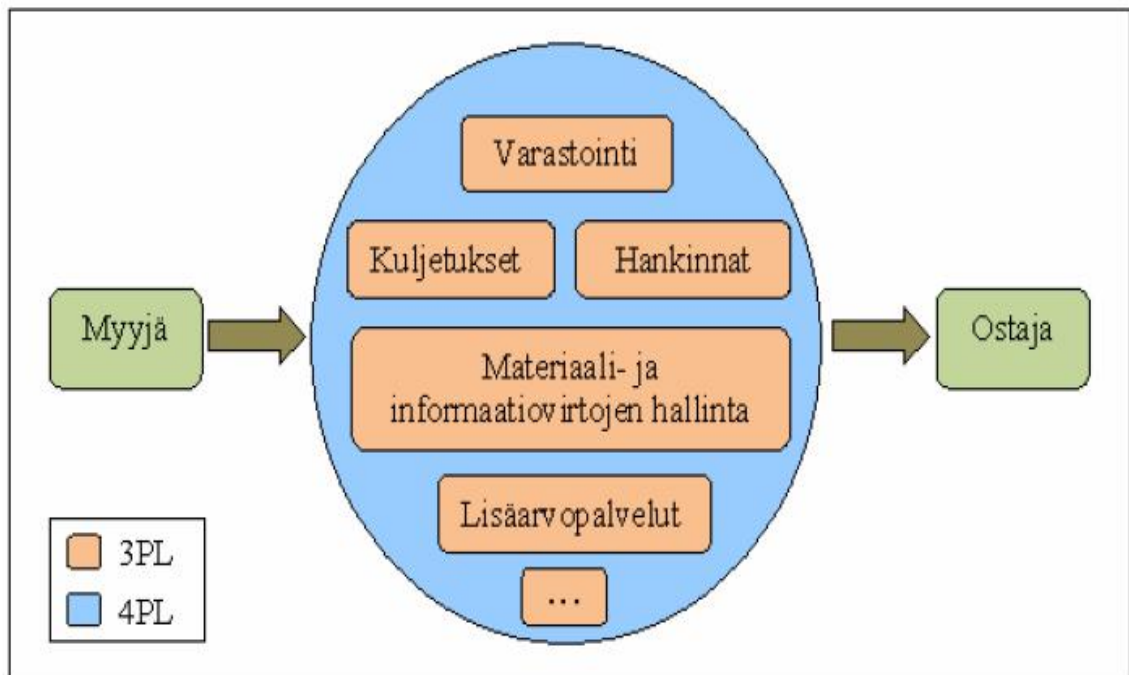 Varastointi
Kuljetukset
Hankinnat
Myyjä
Ostaja
Materiaali- ja
informaatiovirtojen hallinta
Lisäarvopalvelut
...
3PL
4PL